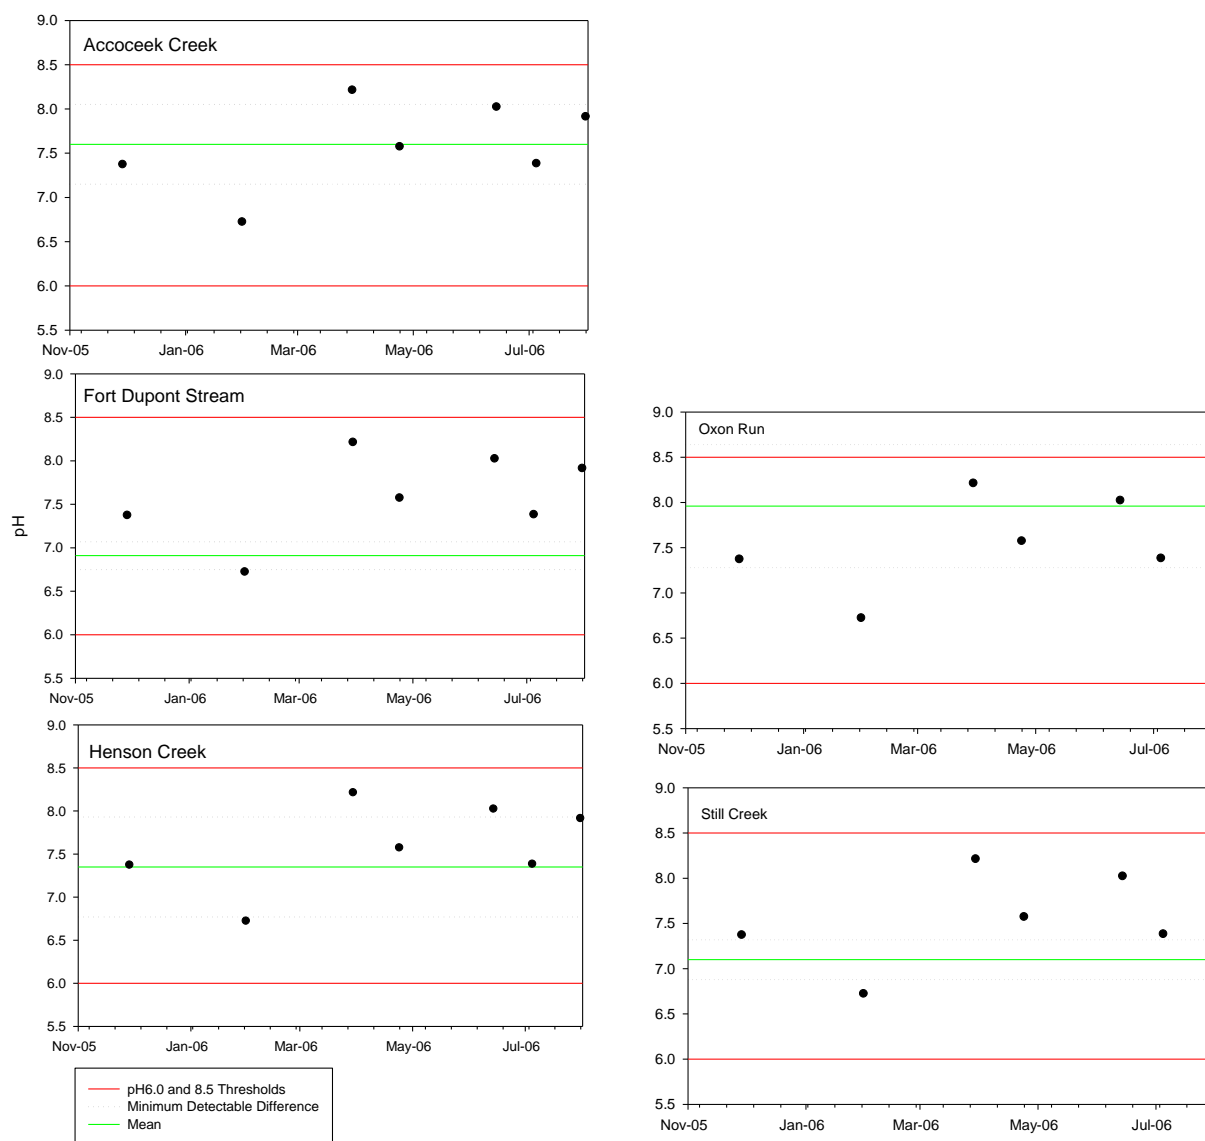 Accoceek Creek
9.0
8.5
8.0
7.5
7.0
6.5
6.0
5.5
Nov-05 Jan-06 Mar-06 May-06 Jul-06
pH
Fort Dupont Stream
9.0
8.5
8.0
7.5
7.0
6.5
6.0
5.5
Nov-05 Jan-06 Mar-06 May-06 Jul-06
Henson Creek
9.0
8.5
8.0
7.5
7.0
6.5
6.0
5.5
Nov-05 Jan-06 Mar-06 May-06 Jul-06
pH6.0 and 8.5 Thresholds
Minimum Detectable Difference
Mean
Oxon Run
9.0
8.5
8.0
7.5
7.0
6.5
6.0
5.5
Nov-05 Jan-06 Mar-06 May-06 Jul-06
Still Creek
9.0
8.5
8.0
7.5
7.0
6.5
6.0
5.5
Nov-05 Jan-06 Mar-06 May-06 Jul-06